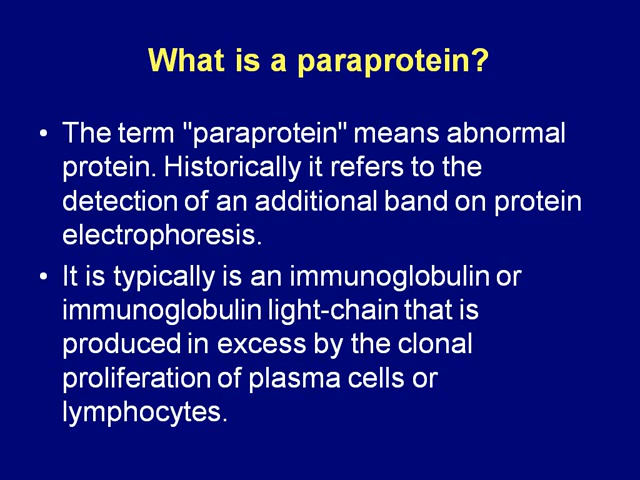 What is a paraprotein?
• The term "paraprotein" means abnormal
protein. Historically it refers to the
detection of an additional band on protein
electrophoresis.
• It is typically is an immunoglobulin or
immunoglobulin light-chain that is
produced in excess by the clonal
proliferation of plasma cells or
lymphocytes.